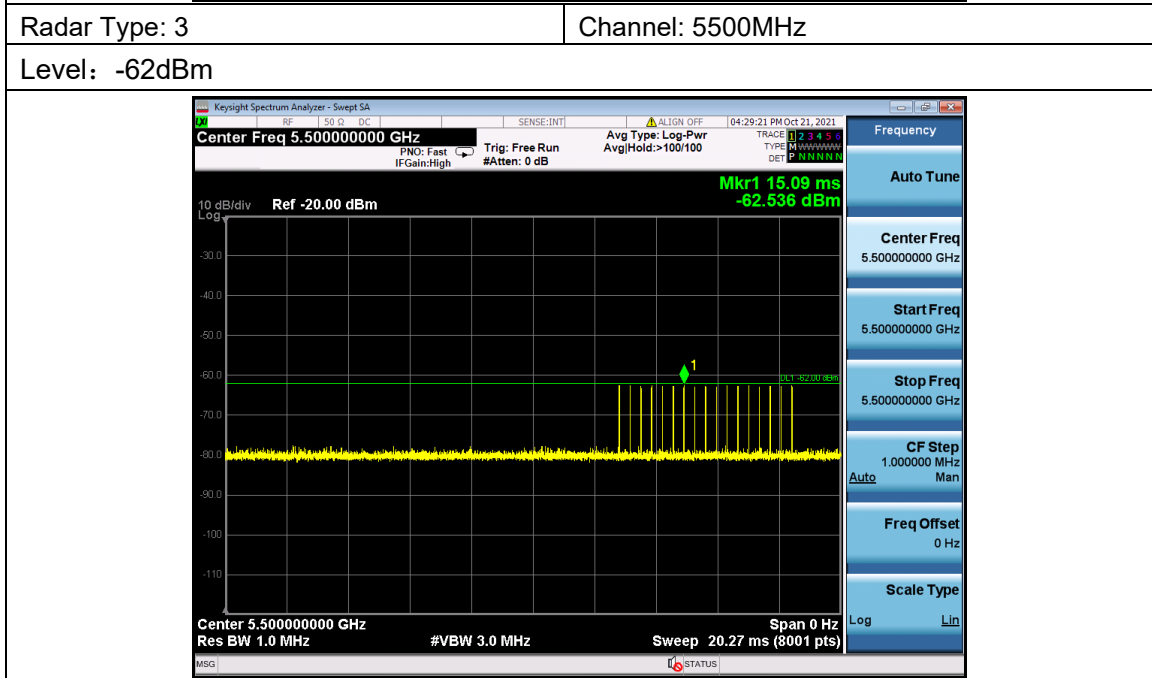 Radar Type: 3 Channel: 5500MHz
Level：-62dBm
Keysight Spectrum Analyzer - Swept SA
LXI RF 50 Ω DC SENSE:INT ALIGN OFF 04:29:21 PM Oct 21, 2021
Center Freq 5.500000000 GHz
PNO: Fast
IFGain:High
Trig: Free Run
#Atten: 0 dB
Avg Type: Log-Pwr
Avg|Hold:>100/100
TRACE 1 2 3 4 5 6
TYPE M WWWWW
DET P N N N N N
Frequency
Mkr1 15.09 ms
-62.536 dBm
10 dB/div Ref -20.00 dBm
Log
-30.0
-40.0
-50.0
-60.0
-70.0
-80.0
-90.0
-100
-110
1
DL1 -62.00 dBm
Center 5.500000000 GHz Span 0 Hz
Res BW 1.0 MHz #VBW 3.0 MHz Sweep 20.27 ms (8001 pts)
Auto Tune
Center Freq
5.500000000 GHz
Start Freq
5.500000000 GHz
Stop Freq
5.500000000 GHz
CF Step
1.000000 MHz
Auto Man
Freq Offset
0 Hz
Scale Type
Log Lin
MSG STATUS